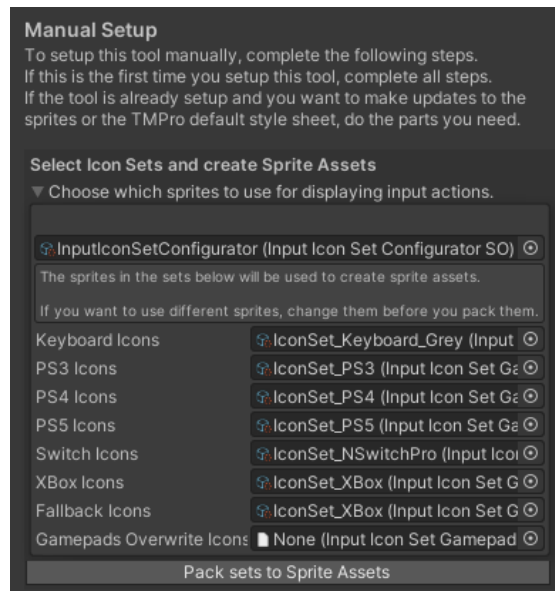 Manual Setup
To setup this tool manually, complete the following steps.
If this is the first time you setup this tool, complete all steps.
If the tool is already setup and you want to make updates to the
sprites or the TMPro default style sheet, do the parts you need.
Select Icon Sets and create Sprite Assets
Choose which sprites to use for displaying input actions.
InputIconSetConfigurator (Input Icon Set Configurator SO)
The sprites in the sets below will be used to create sprite assets.
If you want to use different sprites, change them before you pack them.
Keyboard Icons IconSet_Keyboard_Grey (Input
PS3 Icons IconSet_PS3 (Input Icon Set Ga
PS4 Icons IconSet_PS4 (Input Icon Set Ga
PS5 Icons IconSet_PS5 (Input Icon Set Ga
Switch Icons IconSet_NSwitchPro (Input Icon
XBox Icons IconSet_XBox (Input Icon Set G
Fallback Icons IconSet_XBox (Input Icon Set G
Gamepads Overwrite Icons None (Input Icon Set Gamepad
Pack sets to Sprite Assets